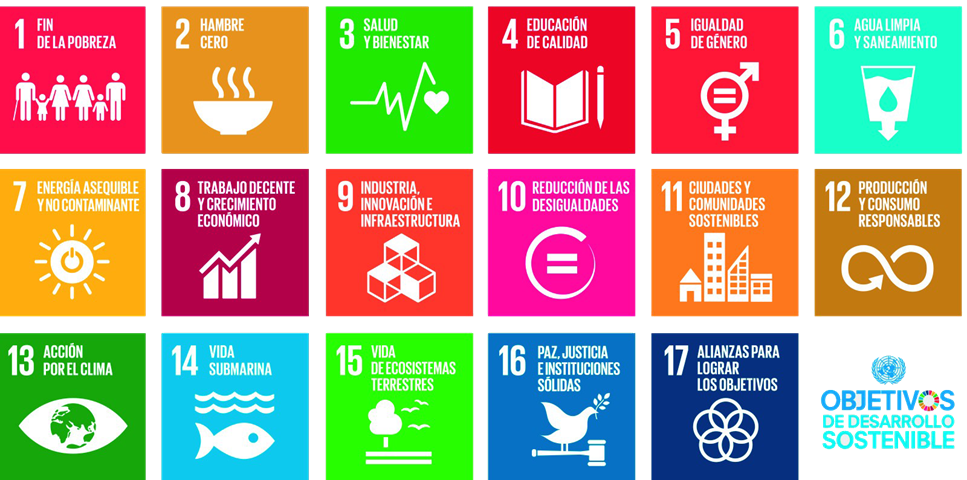 1 FIN
DE LA POBREZA
2 HAMBRE
CERO
3 SALUD
Y BIENESTAR
4 EDUCACIÓN
DE CALIDAD
5 IGUALDAD
DE GÉNERO
6 AGUA LIMPIA
Y SANEAMIENTO
7 ENERGÍA ASEQUIBLE
Y NO CONTAMINANTE
8 TRABAJO DECENTE
Y CRECIMIENTO
ECONÓMICO
9 INDUSTRIA,
INNOVACIÓN E
INFRAESTRUCTURA
10 REDUCCIÓN DE LAS
DESIGUALDADES
11 CIUDADES Y
COMUNIDADES
SOSTENIBLES
12 PRODUCCIÓN
Y CONSUMO
RESPONSABLES
13 ACCIÓN
POR EL CLIMA
14 VIDA
SUBMARINA
15 VIDA
DE ECOSISTEMAS
TERRESTRES
16 PAZ, JUSTICIA
E INSTITUCIONES
SÓLIDAS
17 ALIANZAS PARA
LOGRAR
LOS OBJETIVOS
OBJETIVOS
DE DESARROLLO
SOSTENIBLE